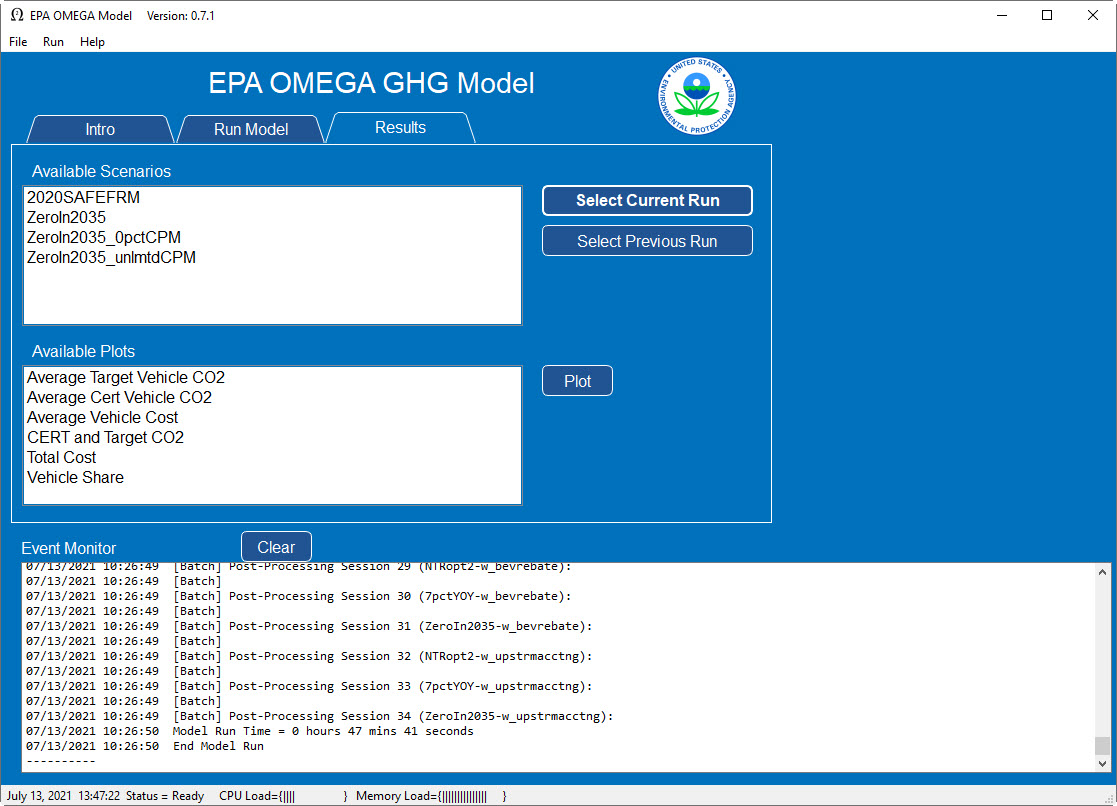 EPA OMEGA Model Version: 0.7.1
File Run Help
EPA OMEGA GHG Model
UNITED STATES ENVIRONMENTAL PROTECTION AGENCY
Intro Run Model Results
Available Scenarios
2020SAFEFRM
ZeroIn2035
ZeroIn2035_0pctCPM
ZeroIn2035_unlmtdCPM
Select Current Run
Select Previous Run
Available Plots
Average Target Vehicle CO2
Average Cert Vehicle CO2
Average Vehicle Cost
CERT and Target CO2
Total Cost
Vehicle Share
Plot
Event Monitor
Clear
07/13/2021 10:26:49 [Batch] Post-Processing Session 29 (NTRopt2-w_bevrebate):
07/13/2021 10:26:49 [Batch]
07/13/2021 10:26:49 [Batch] Post-Processing Session 30 (7pctYOY-w_bevrebate):
07/13/2021 10:26:49 [Batch]
07/13/2021 10:26:49 [Batch] Post-Processing Session 31 (ZeroIn2035-w_bevrebate):
07/13/2021 10:26:49 [Batch]
07/13/2021 10:26:49 [Batch] Post-Processing Session 32 (NTRopt2-w_upstrmacctng):
07/13/2021 10:26:49 [Batch]
07/13/2021 10:26:49 [Batch] Post-Processing Session 33 (7pctYOY-w_upstrmacctng):
07/13/2021 10:26:49 [Batch]
07/13/2021 10:26:49 [Batch] Post-Processing Session 34 (ZeroIn2035-w_upstrmacctng):
07/13/2021 10:26:50 Model Run Time = 0 hours 47 mins 41 seconds
07/13/2021 10:26:50 End Model Run
----------
July 13, 2021 13:47:22 Status = Ready CPU Load={|||| } Memory Load={||||||||||||||| }